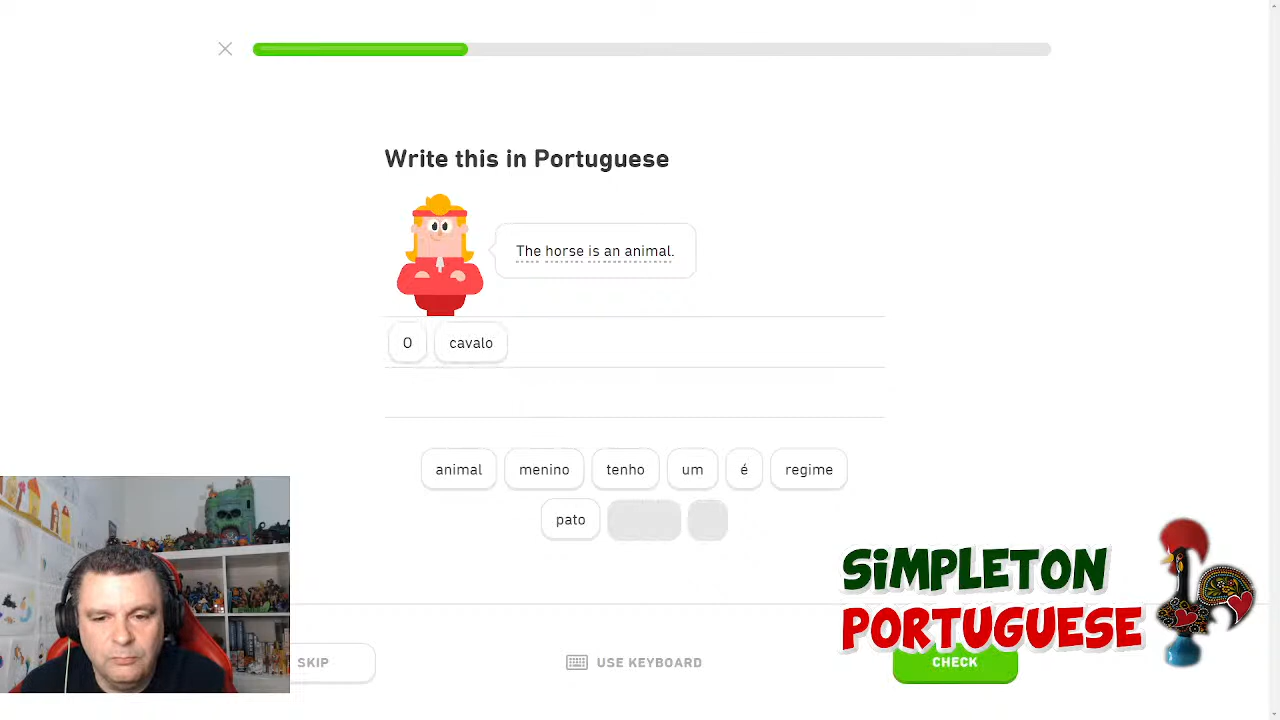 Write this in Portuguese
The horse is an animal.
O cavalo
animal menino tenho um é regime
pato
SiMPLETON
PORTUGUESE
SKIP USE KEYBOARD CHECK